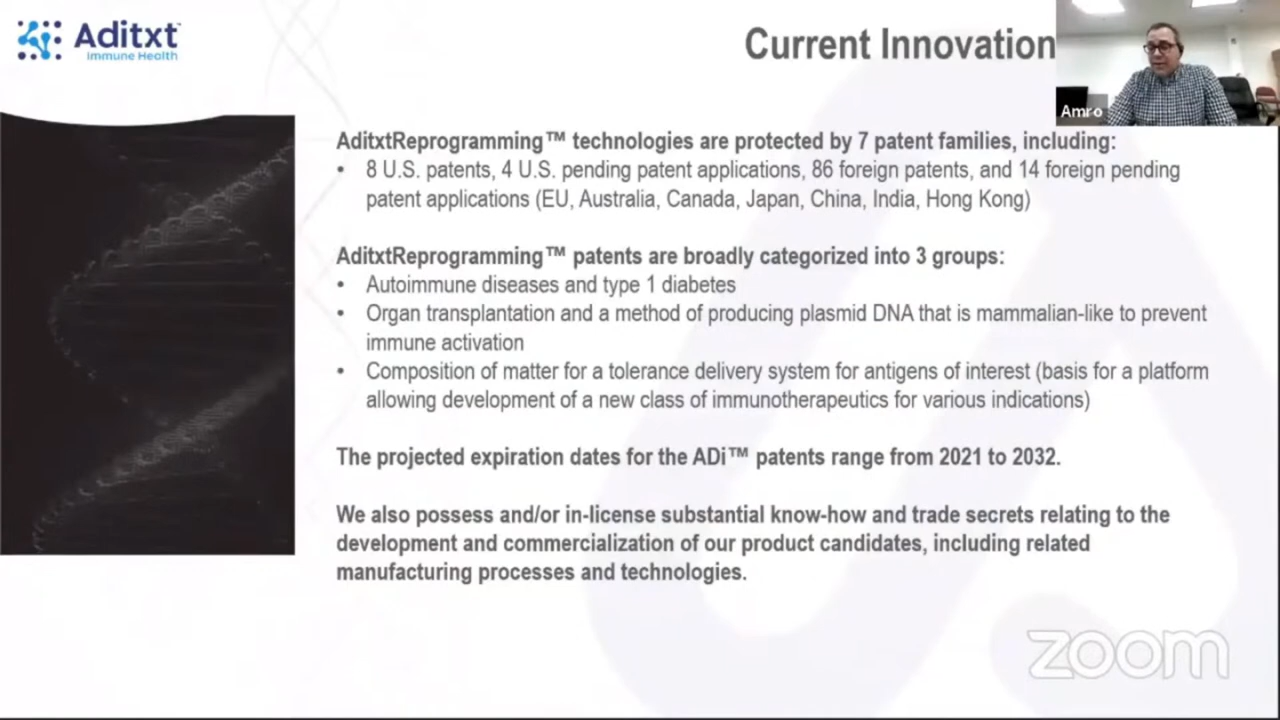 Aditxt™
Immune Health
Current Innovation
Amro
AditxtReprogramming™ technologies are protected by 7 patent families, including:
• 8 U.S. patents, 4 U.S. pending patent applications, 86 foreign patents, and 14 foreign pending
patent applications (EU, Australia, Canada, Japan, China, India, Hong Kong)
AditxtReprogramming™ patents are broadly categorized into 3 groups:
• Autoimmune diseases and type 1 diabetes
• Organ transplantation and a method of producing plasmid DNA that is mammalian-like to prevent
immune activation
• Composition of matter for a tolerance delivery system for antigens of interest (basis for a platform
allowing development of a new class of immunotherapeutics for various indications)
The projected expiration dates for the ADi™ patents range from 2021 to 2032.
We also possess and/or in-license substantial know-how and trade secrets relating to the
development and commercialization of our product candidates, including related
manufacturing processes and technologies.
zoom